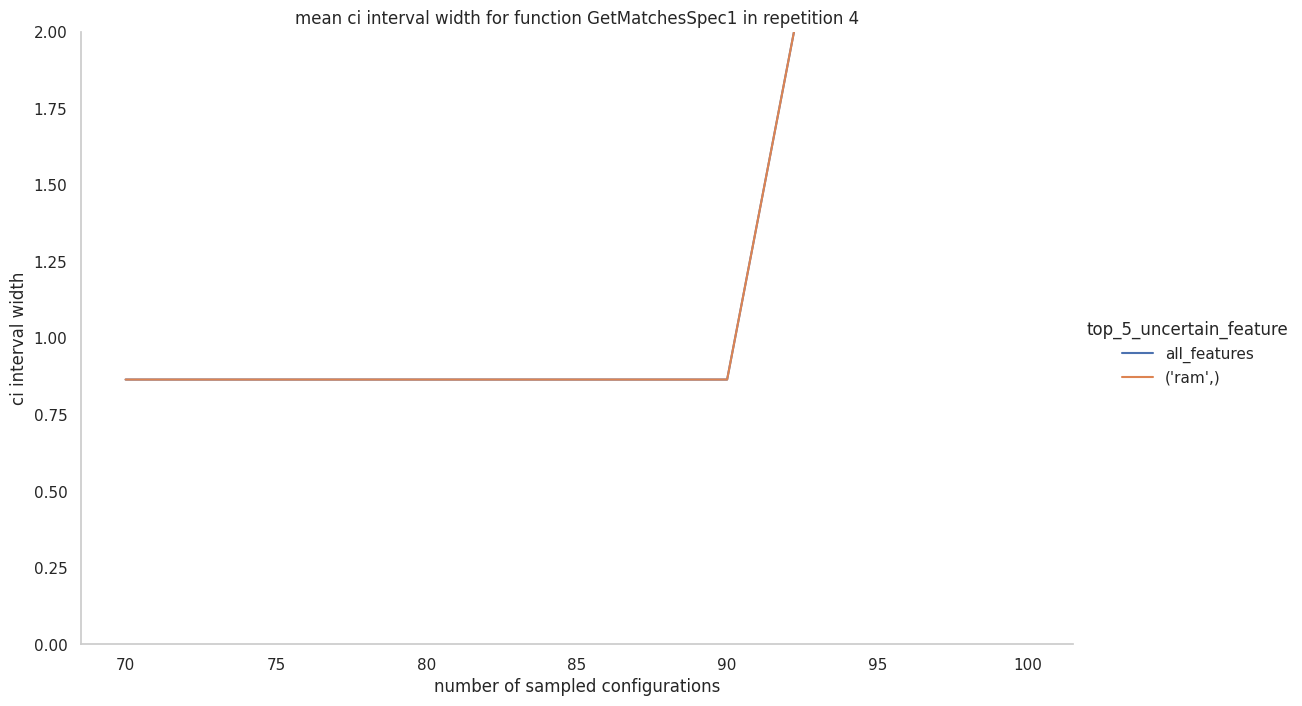 mean ci interval width for function GetMatchesSpec1 in repetition 4
2.00
1.75
1.50
1.25
1.00
0.75
0.50
0.25
0.00
ci interval width
70 75 80 85 90 95 100
number of sampled configurations
top_5_uncertain_feature
all_features
('ram',)